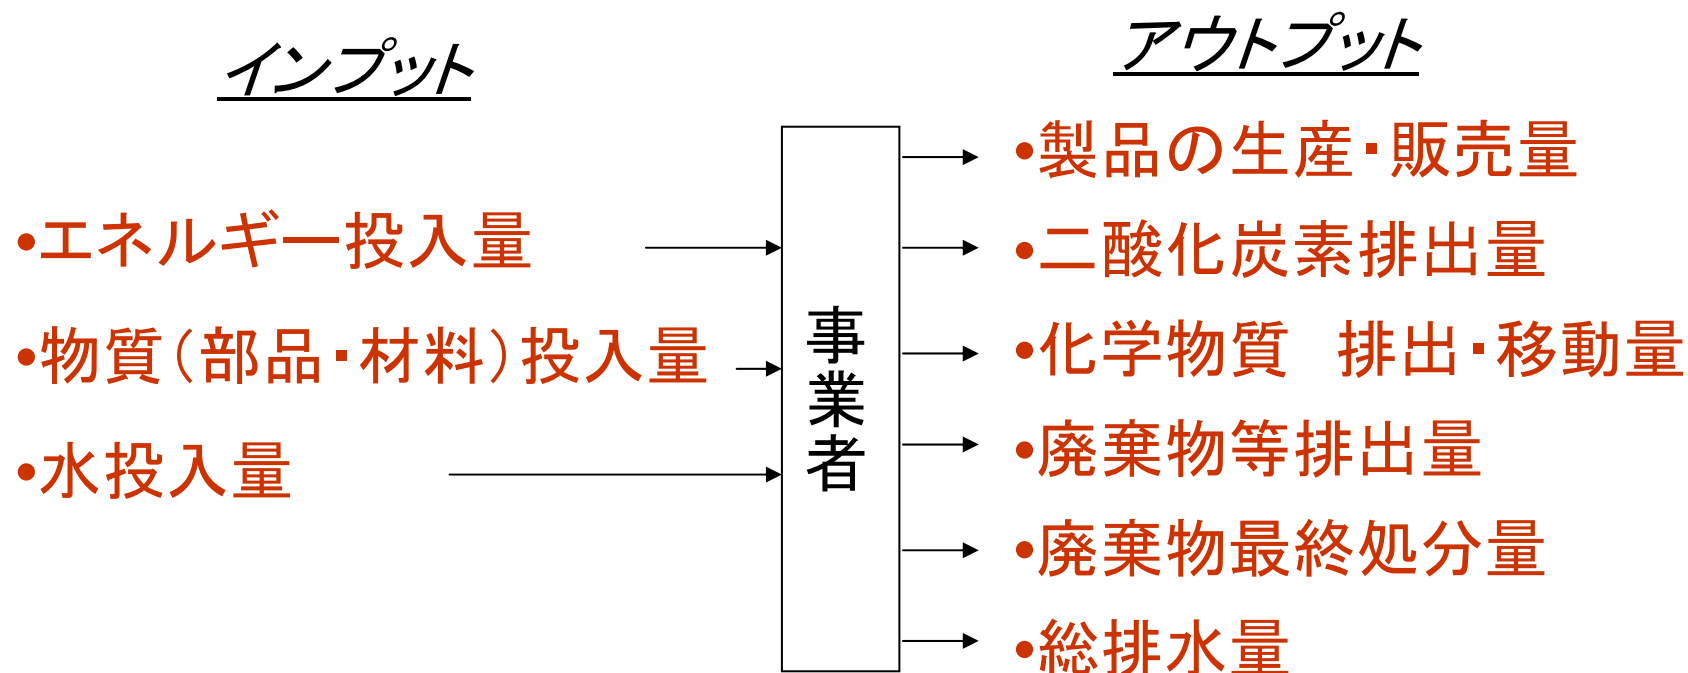 インプット
•エネルギー投入量
•物質（部品・材料）投入量
•水投入量
事業者
アウトプット
•製品の生産・販売量
•二酸化炭素排出量
•化学物質　排出・移動量
•廃棄物等排出量
•廃棄物最終処分量
•総排水量